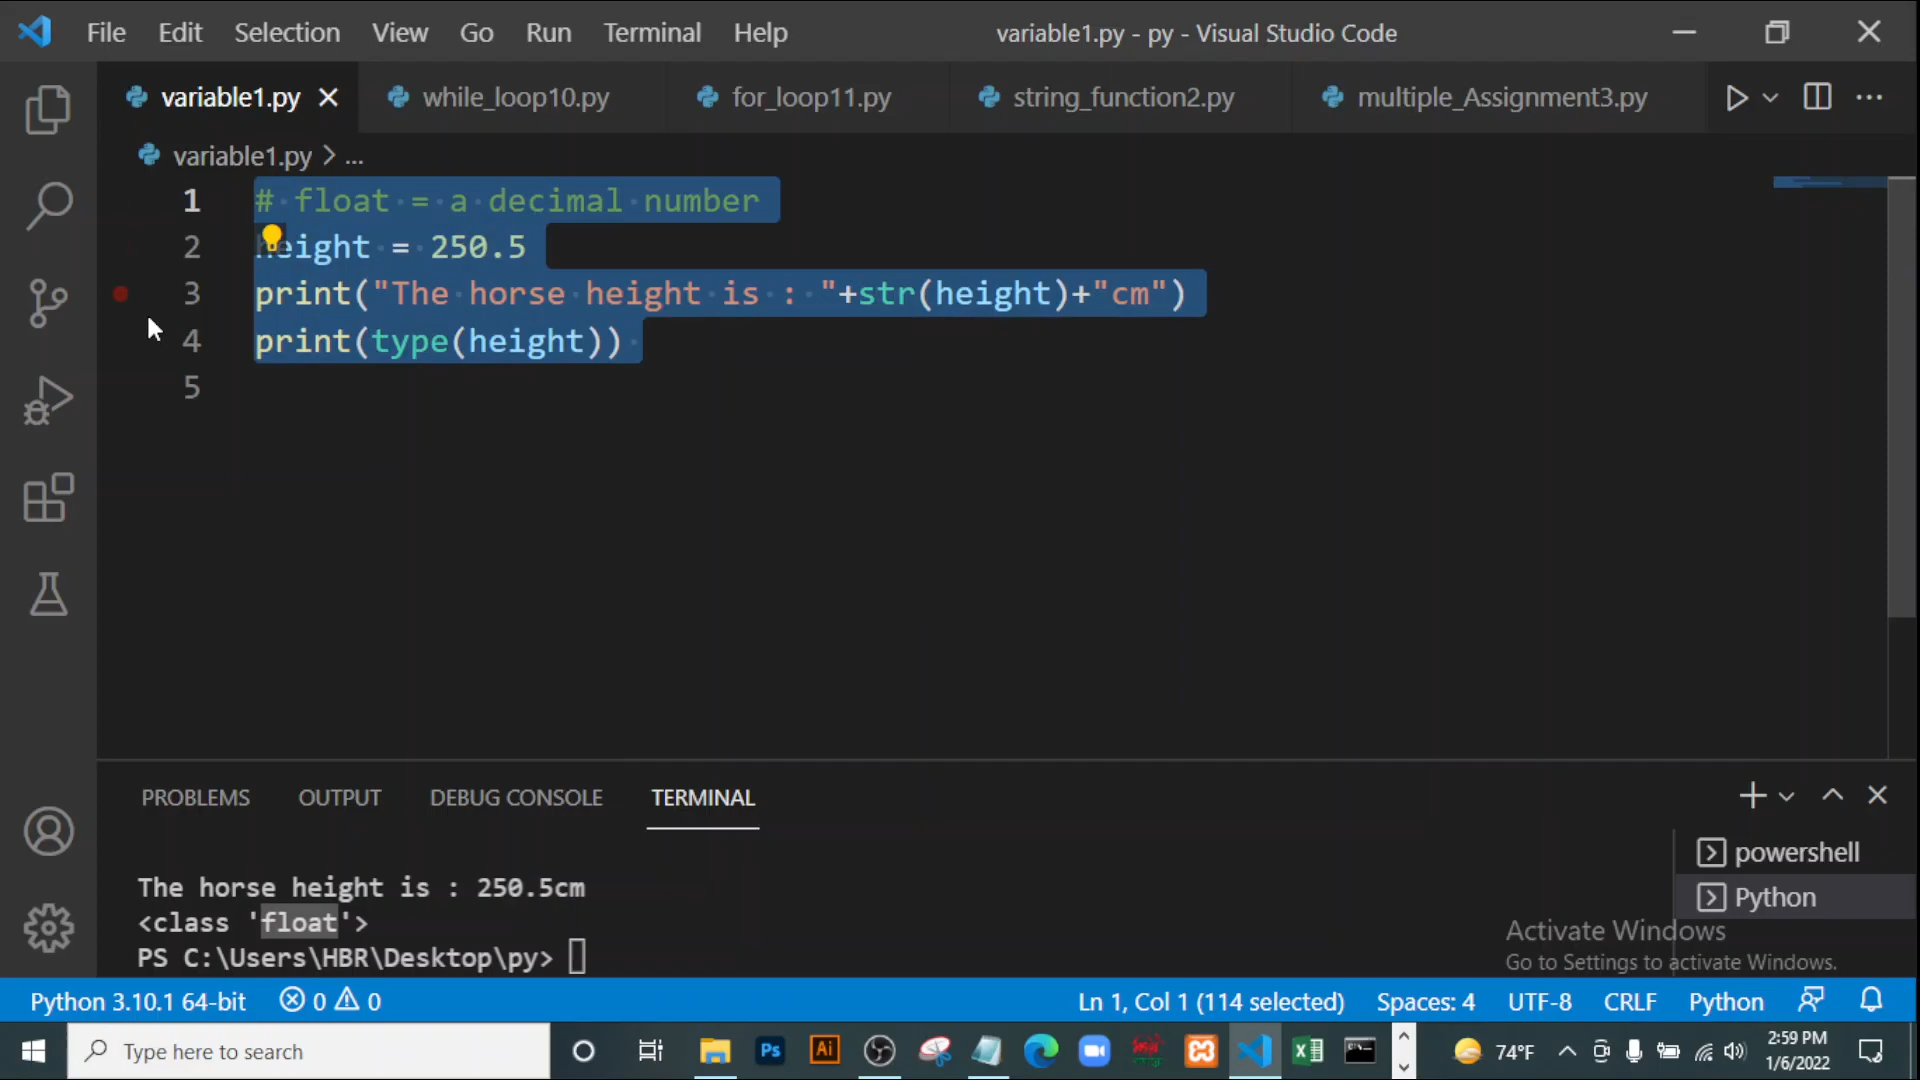 File Edit Selection View Go Run Terminal Help variable1.py - py - Visual Studio Code
variable1.py while_loop10.py for_loop11.py string_function2.py multiple_Assignment3.py
variable1.py > ...
1 # float = a decimal number
2 height = 250.5
3 print("The horse height is : "+str(height)+"cm")
4 print(type(height))
5
PROBLEMS OUTPUT DEBUG CONSOLE TERMINAL
powershell
Python
The horse height is : 250.5cm
<class 'float'>
PS C:\Users\HBR\Desktop\py>
Activate Windows
Go to Settings to activate Windows.
Python 3.10.1 64-bit 0 0 Ln 1, Col 1 (114 selected) Spaces: 4 UTF-8 CRLF Python
Type here to search Ps Ai 74°F 2:59 PM
1/6/2022